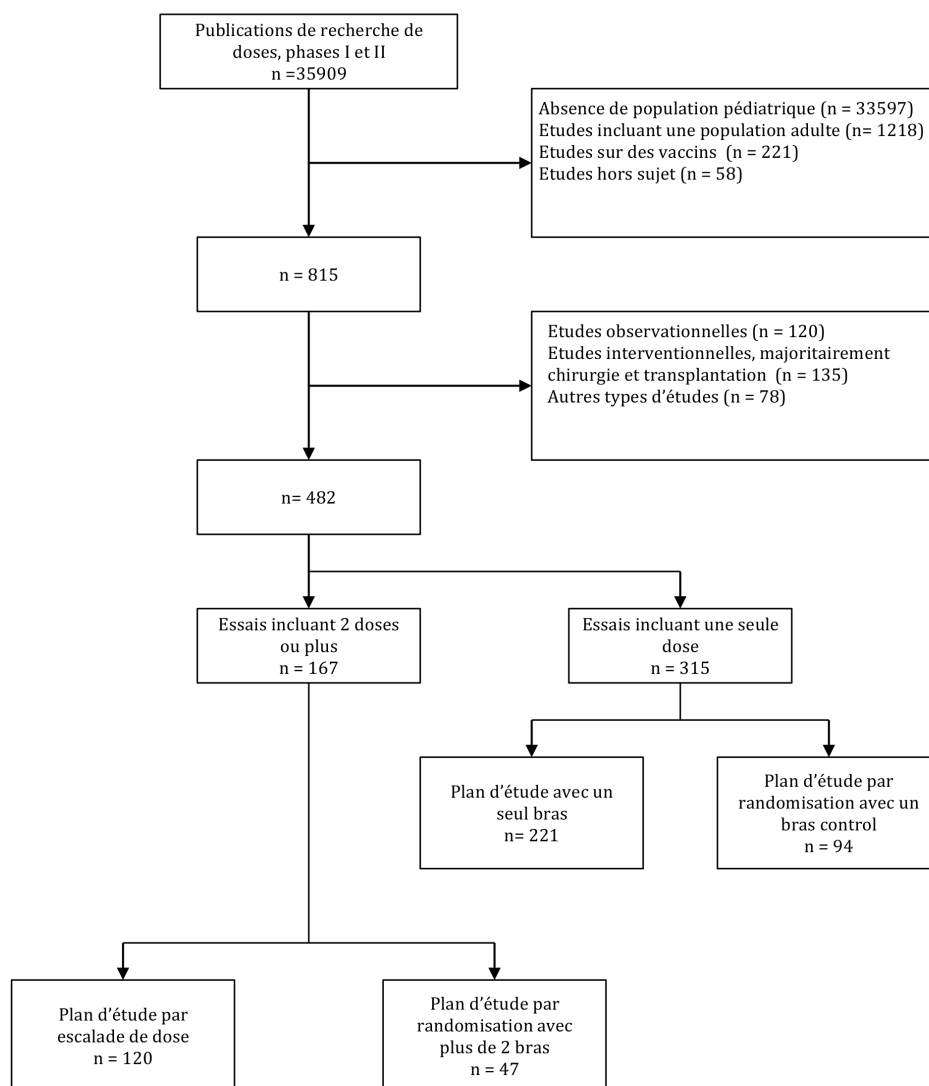 Publications de recherche de
doses, phases I et II
n =35909
Absence de population pédiatrique (n = 33597)
Etudes incluant une population adulte (n= 1218)
Etudes sur des vaccins  (n = 221)
Etudes hors sujet (n = 58)
n = 815
Etudes observationnelles (n = 120)
Etudes interventionnelles, majoritairement
chirurgie et transplantation  (n = 135)
Autres types d’études (n = 78)
n= 482
Essais incluant 2 doses
ou plus
n = 167
Essais incluant une seule
dose
n = 315
Plan d’étude avec un
seul bras
n= 221
Plan d’étude par
randomisation avec un
bras control
n = 94
Plan d’étude par
escalade de dose
n = 120
Plan d’étude par
randomisation avec
plus de 2 bras
n = 47